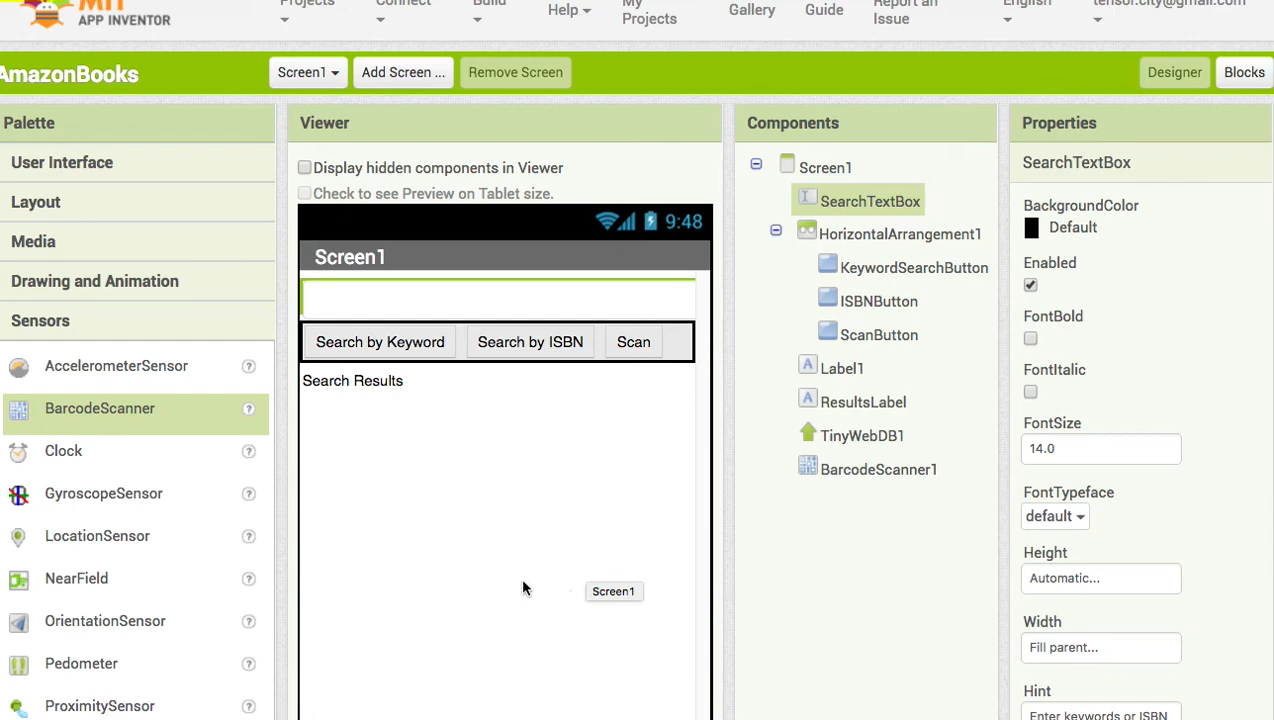 MIT
APP INVENTOR
Projects
Connect
Build
Help
My
Projects
Gallery
Guide
Report an
Issue
English
tensor.city@gmail.com
AmazonBooks
Screen1
Add Screen ...
Remove Screen
Designer
Blocks
Palette
User Interface
Layout
Media
Drawing and Animation
Sensors
AccelerometerSensor ?
BarcodeScanner ?
Clock ?
GyroscopeSensor ?
LocationSensor ?
NearField ?
OrientationSensor ?
Pedometer ?
ProximitySensor ?
Viewer
Display hidden components in Viewer
Check to see Preview on Tablet size.
9:48
Screen1
Search by Keyword
Search by ISBN
Scan
Search Results
Screen1
Components
Screen1
SearchTextBox
HorizontalArrangement1
KeywordSearchButton
ISBNButton
ScanButton
A Label1
A ResultsLabel
TinyWebDB1
BarcodeScanner1
Properties
SearchTextBox
BackgroundColor
Default
Enabled
FontBold
FontItalic
FontSize
14.0
FontTypeface
default
Height
Automatic...
Width
Fill parent...
Hint
Enter keywords or ISBN